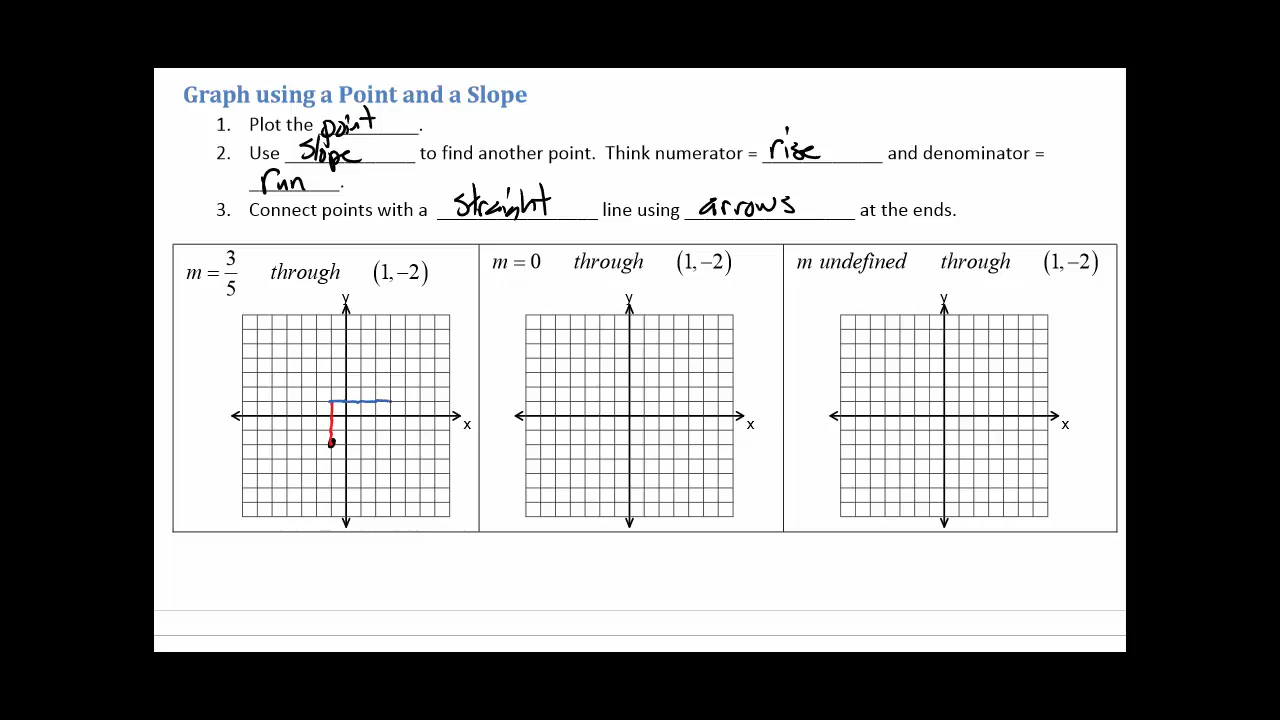 Graph using a Point and a Slope
1. Plot the point.
2. Use slope to find another point. Think numerator = rise and denominator =
run.
3. Connect points with a straight line using arrows at the ends.
m = 3/5 through (1,−2)
m = 0 through (1,−2)
m undefined through (1,−2)
y
y
y
x
x
x